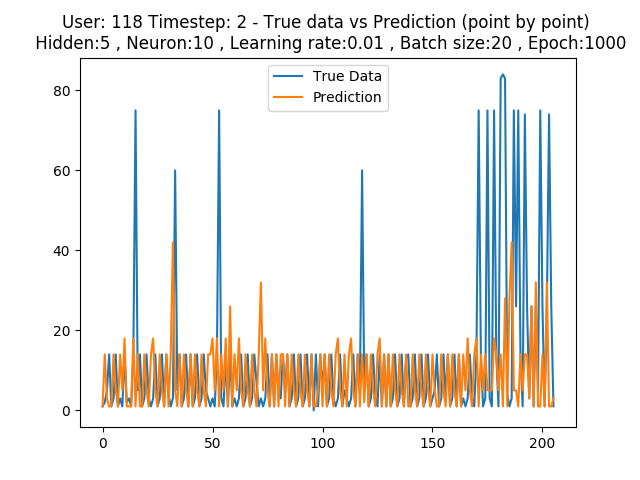 User: 118 Timestep: 2 - True data vs Prediction (point by point)
Hidden:5 , Neuron:10 , Learning rate:0.01 , Batch size:20 , Epoch:1000
True Data
Prediction
80
60
40
20
0
0 50 100 150 200